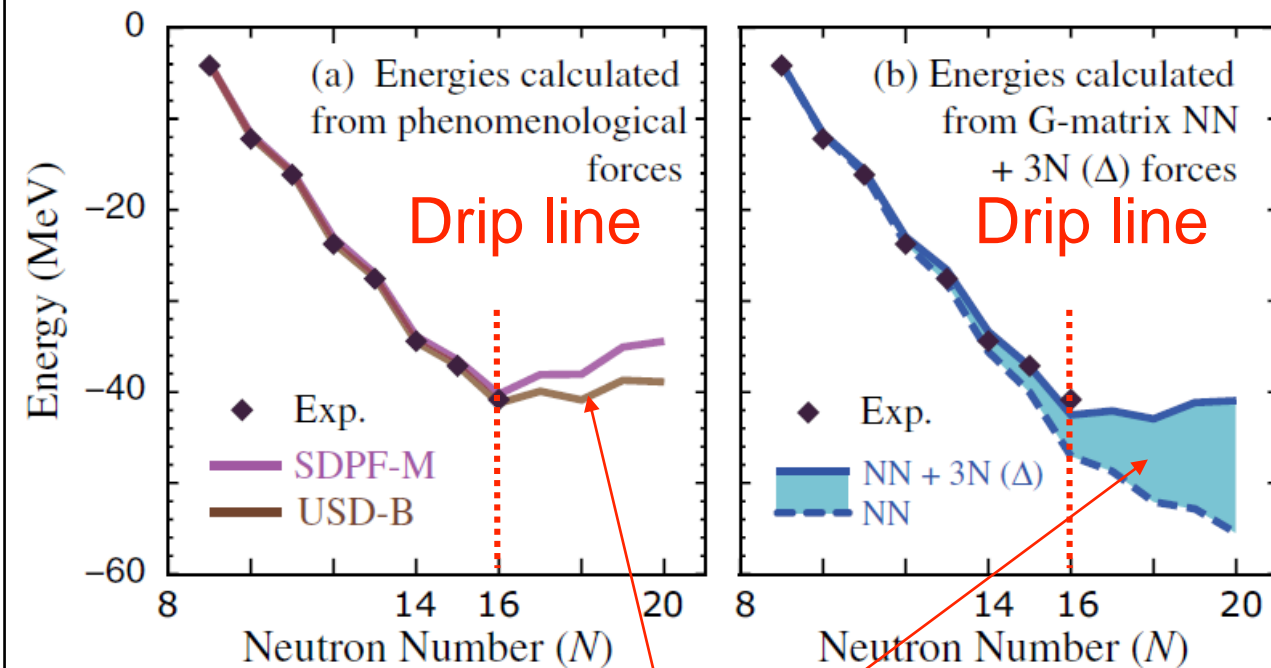 0
−20
−40
−60
Energy (MeV)
(a) Energies calculated
from phenomenological
forces
Drip line
Exp.
SDPF-M
USD-B
8
14
16
20
Neutron Number (N)
(b) Energies calculated
from G-matrix NN
+ 3N (Δ) forces
Drip line
Exp.
NN + 3N (Δ)
NN
8
14
16
20
Neutron Number (N)